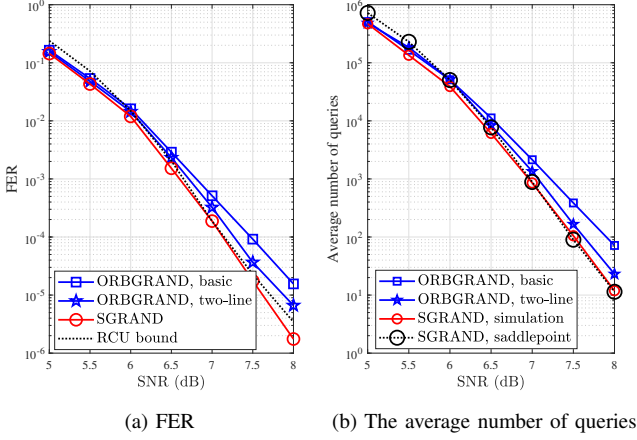 10^0
10^-1
10^-2
10^-3
10^-4
10^-5
10^-6
FER
5 5.5 6 6.5 7 7.5 8
SNR (dB)
ORBGRAND, basic
ORBGRAND, two-line
SGRAND
RCU bound
(a) FER
10^6
10^5
10^4
10^3
10^2
10^1
10^0
Average number of queries
5 5.5 6 6.5 7 7.5 8
SNR (dB)
ORBGRAND, basic
ORBGRAND, two-line
SGRAND, simulation
SGRAND, saddlepoint
(b) The average number of queries